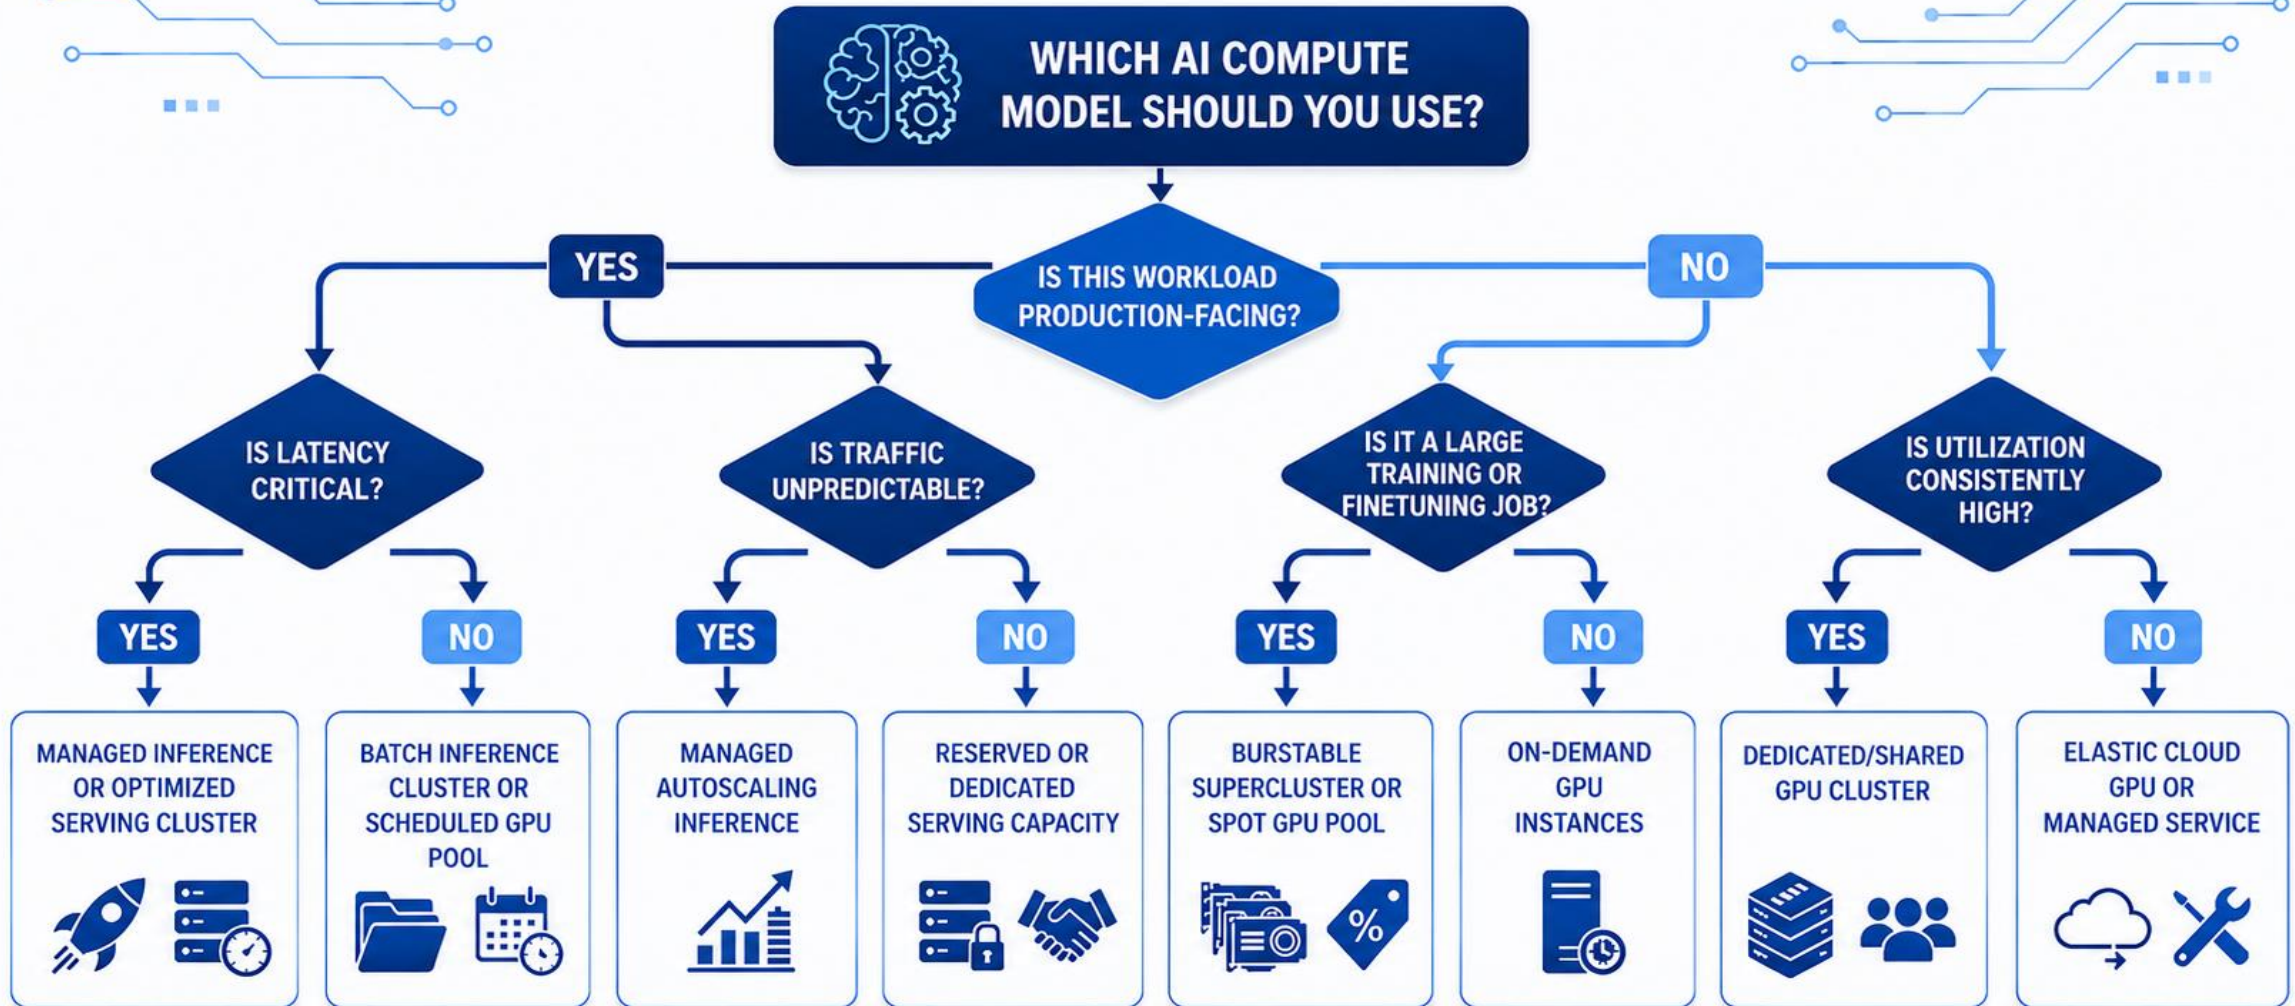 WHICH AI COMPUTE
MODEL SHOULD YOU USE?
YES
IS THIS WORKLOAD
PRODUCTION-FACING?
NO
IS LATENCY
CRITICAL?
IS TRAFFIC
UNPREDICTABLE?
IS IT A LARGE
TRAINING OR
FINETUNING JOB?
IS UTILIZATION
CONSISTENTLY
HIGH?
YES
NO
YES
NO
YES
NO
YES
NO
MANAGED INFERENCE
OR OPTIMIZED
SERVING CLUSTER
BATCH INFERENCE
CLUSTER OR
SCHEDULED GPU
POOL
MANAGED
AUTOSCALING
INFERENCE
RESERVED OR
DEDICATED
SERVING CAPACITY
BURSTABLE
SUPERCLUSTER OR
SPOT GPU POOL
%
ON-DEMAND
GPU
INSTANCES
DEDICATED/SHARED
GPU CLUSTER
ELASTIC CLOUD
GPU OR
MANAGED SERVICE